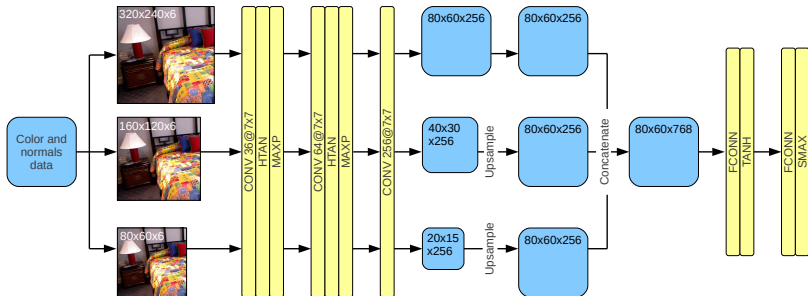 Color and
normals
data
320x240x6
160x120x6
80x60x6
CONV 36@7x7
HTAN
MAXP
CONV 64@7x7
HTAN
MAXP
CONV 256@7x7
80x60x256
80x60x256
40x30
x256
Upsample
80x60x256
20x15
x256
Upsample
80x60x256
Concatenate
80x60x768
FCONN
TANH
FCONN
SMAX